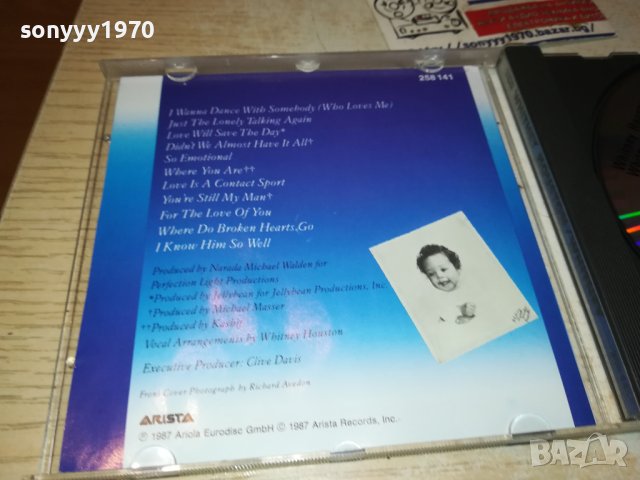 sonyyy1970
sonyyy1970.bazar.bg/
258 141
I Wanna Dance With Somebody (Who Loves Me)
Just The Lonely Talking Again
Love Will Save The Day*
Didn't We Almost Have It All†
So Emotional
Where You Are††
Love Is A Contact Sport
You're Still My Man†
For The Love Of You
Where Do Broken Hearts Go
I Know Him So Well
Produced by Narada Michael Walden for
Perfection Light Productions
*Produced by Jellybean for Jellybean Productions, Inc.
†Produced by Michael Masser
††Produced by Kashif
Vocal Arrangements by Whitney Houston
Executive Producer: Clive Davis
Front Cover Photograph by Richard Avedon
ARISTA
℗ 1987 Ariola Eurodisc GmbH © 1987 Arista Records, Inc.
BAZAR